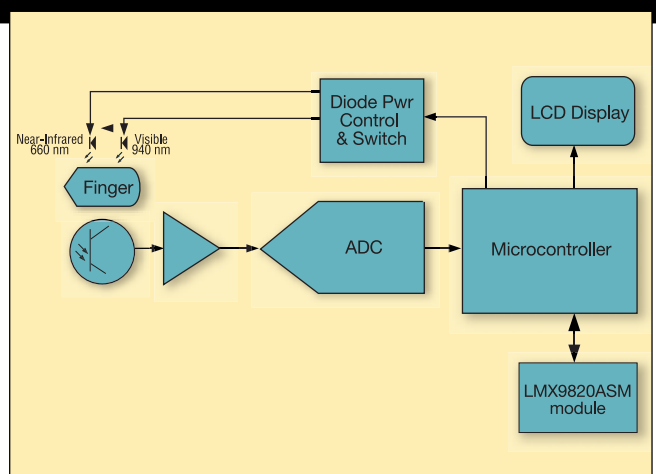 Diode Pwr
Control
& Switch
LCD Display
Near-Infrared
660 nm
Visible
940 nm
Finger
ADC
Microcontroller
LMX9820ASM
module